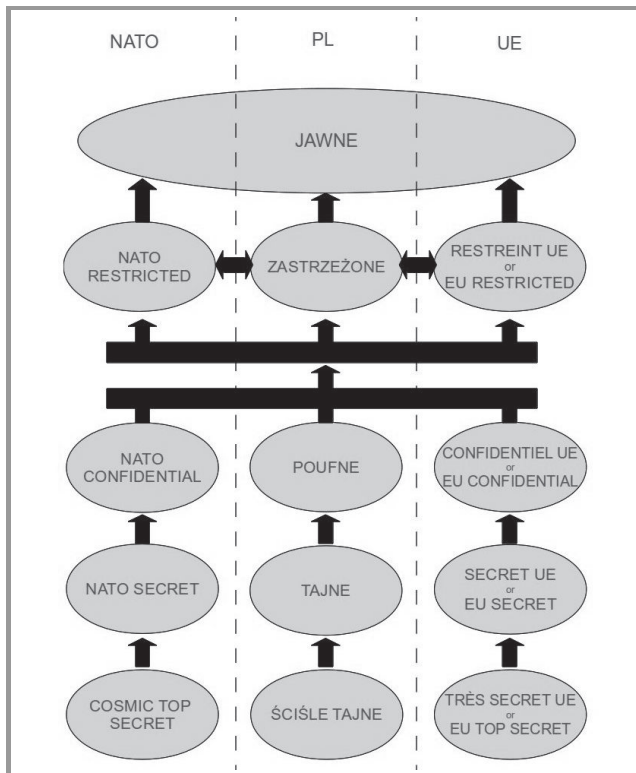 NATO
PL
UE
JAWNE
NATO
RESTRICTED
ZASTRZEŻONE
RESTREINT UE
or
EU RESTRICTED
NATO
CONFIDENTIAL
POUFNE
CONFIDENTIEL UE
or
EU CONFIDENTIAL
NATO SECRET
TAJNE
SECRET UE
or
EU SECRET
COSMIC TOP
SECRET
ŚCIŚLE TAJNE
TRÈS SECRET UE
or
EU TOP SECRET